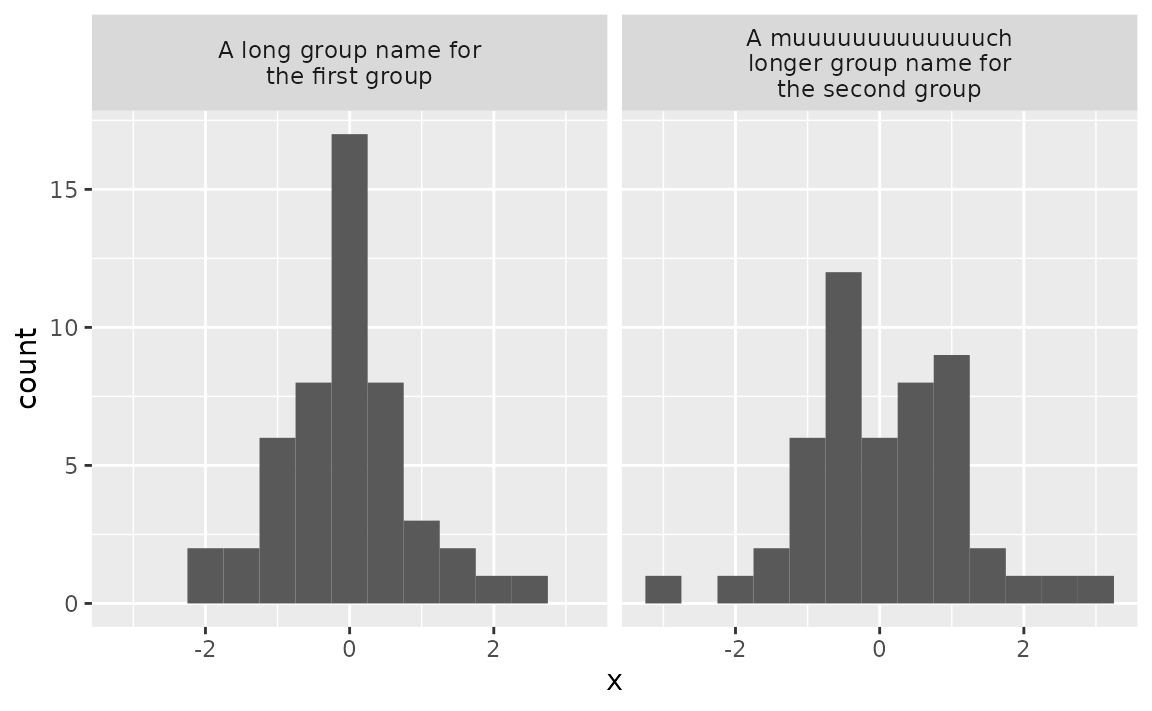 A long group name for
the first group
A muuuuuuuuuuuuuch
longer group name for
the second group
count
15
10
5
0
-2 0 2
-2 0 2
x